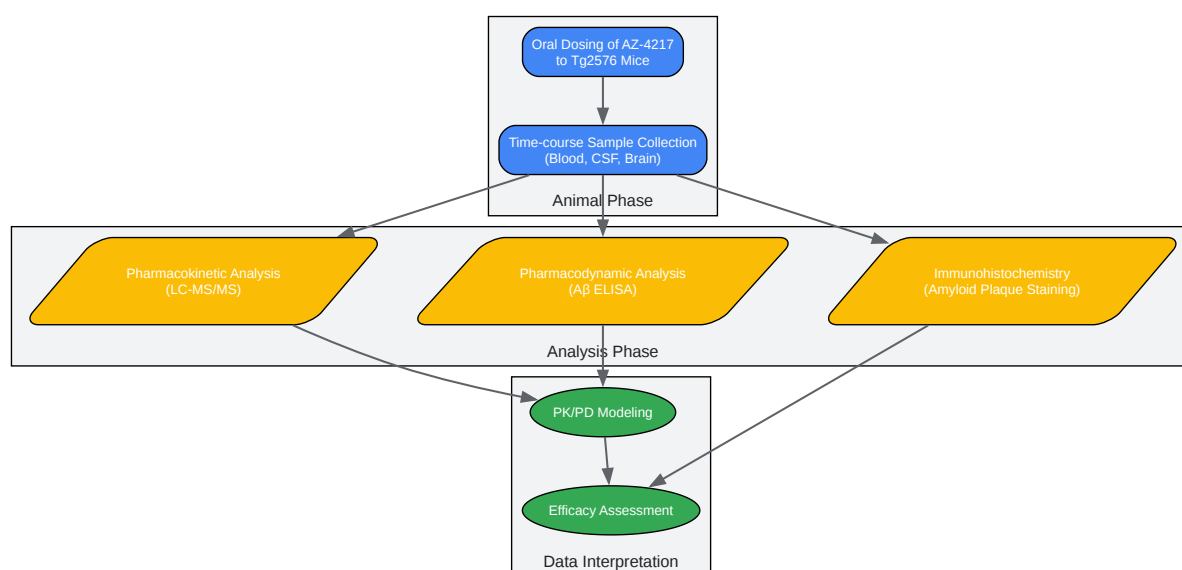 Oral Dosing of AZ-4217
to Tg2576 Mice
Time-course Sample Collection
(Blood, CSF, Brain)
Animal Phase
Pharmacokinetic Analysis
(LC-MS/MS)
Pharmacodynamic Analysis
(Aβ ELISA)
Immunohistochemistry
(Amyloid Plaque Staining)
Analysis Phase
PK/PD Modeling
Efficacy Assessment
Data Interpretation